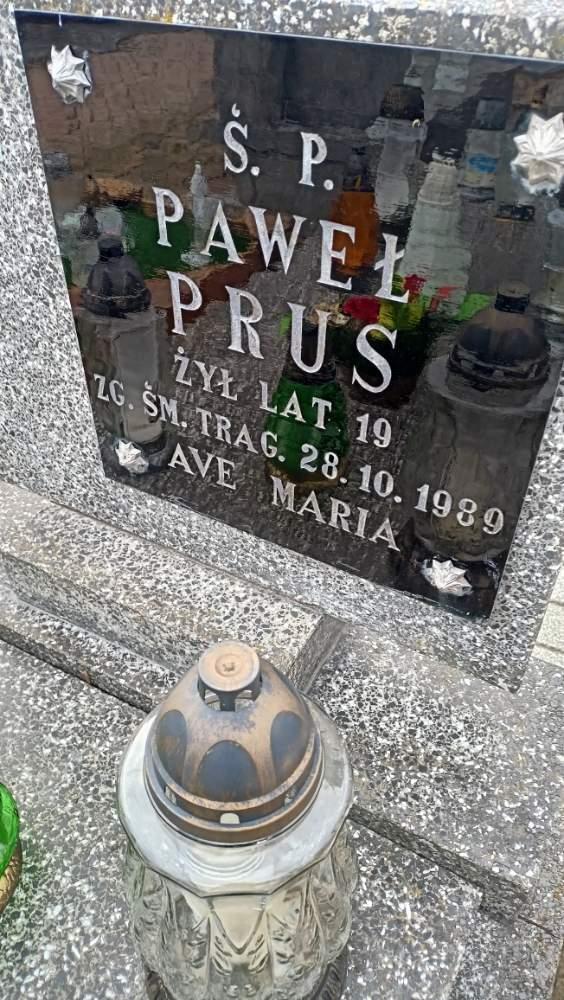 Ś. P.
PAWEŁ
PRUS
ŻYŁ LAT 19
ZG. ŚM. TRAG. 28. 10. 1989
AVE MARIA